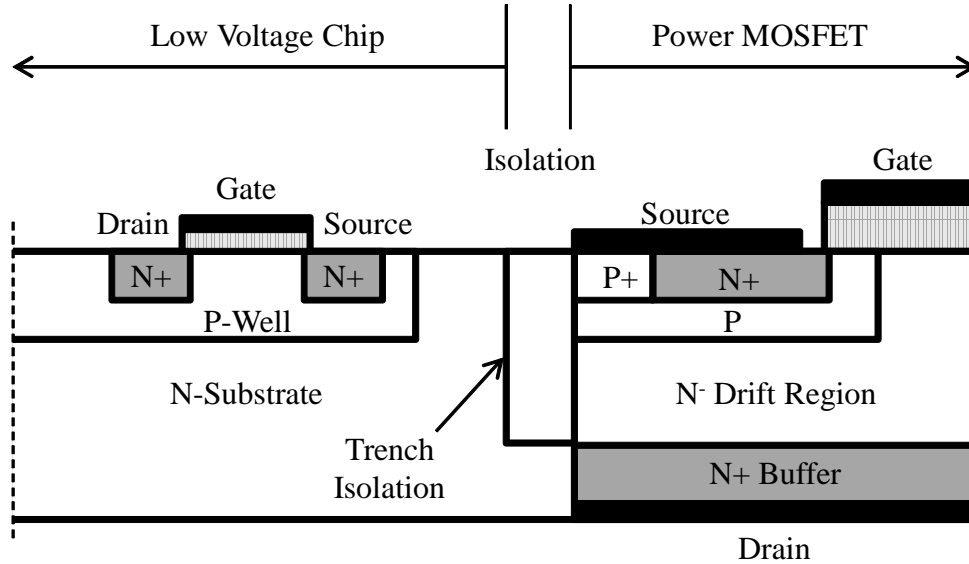 Low Voltage Chip
Power MOSFET
Isolation
Gate
Gate
Source
Drain
Source
N+
N+
P+
N+
P-Well
P
N-Substrate
N⁻ Drift Region
Trench
Isolation
N+ Buffer
Drain